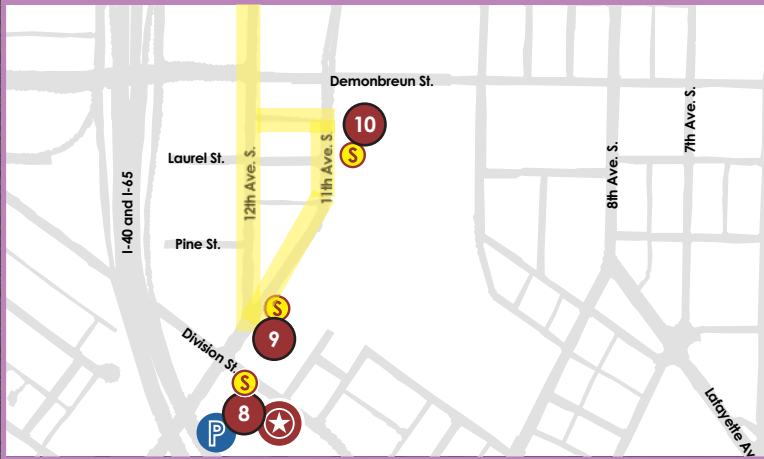 Demonbreun St.
10
S
Laurel St.
12th Ave. S.
11th Ave. S.
8th Ave. S.
7th Ave. S.
I-40 and I-65
Pine St.
S
9
Division St.
S
8
P
Lafayette Av